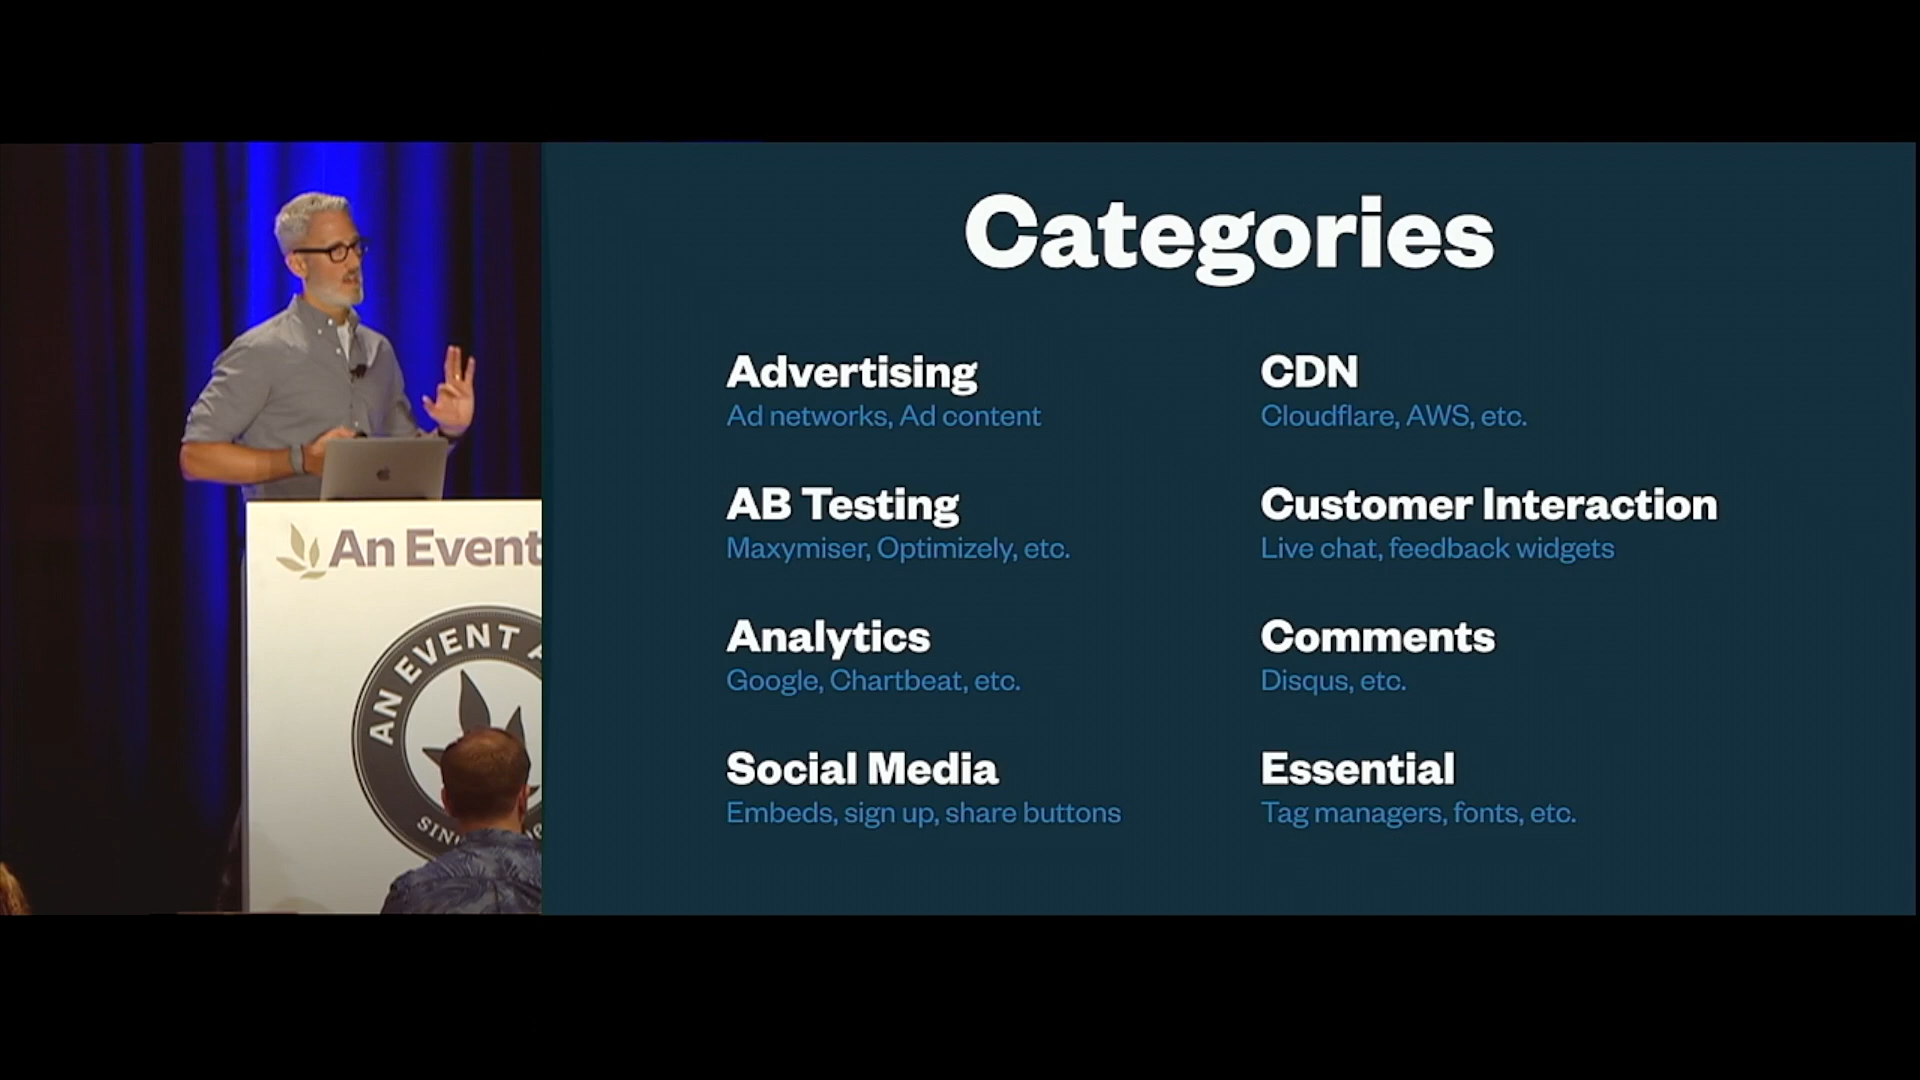 An Event
AN EVENT
Categories
Advertising
Ad networks, Ad content
AB Testing
Maxymiser, Optimizely, etc.
Analytics
Google, Chartbeat, etc.
Social Media
Embeds, sign up, share buttons
CDN
Cloudflare, AWS, etc.
Customer Interaction
Live chat, feedback widgets
Comments
Disqus, etc.
Essential
Tag managers, fonts, etc.